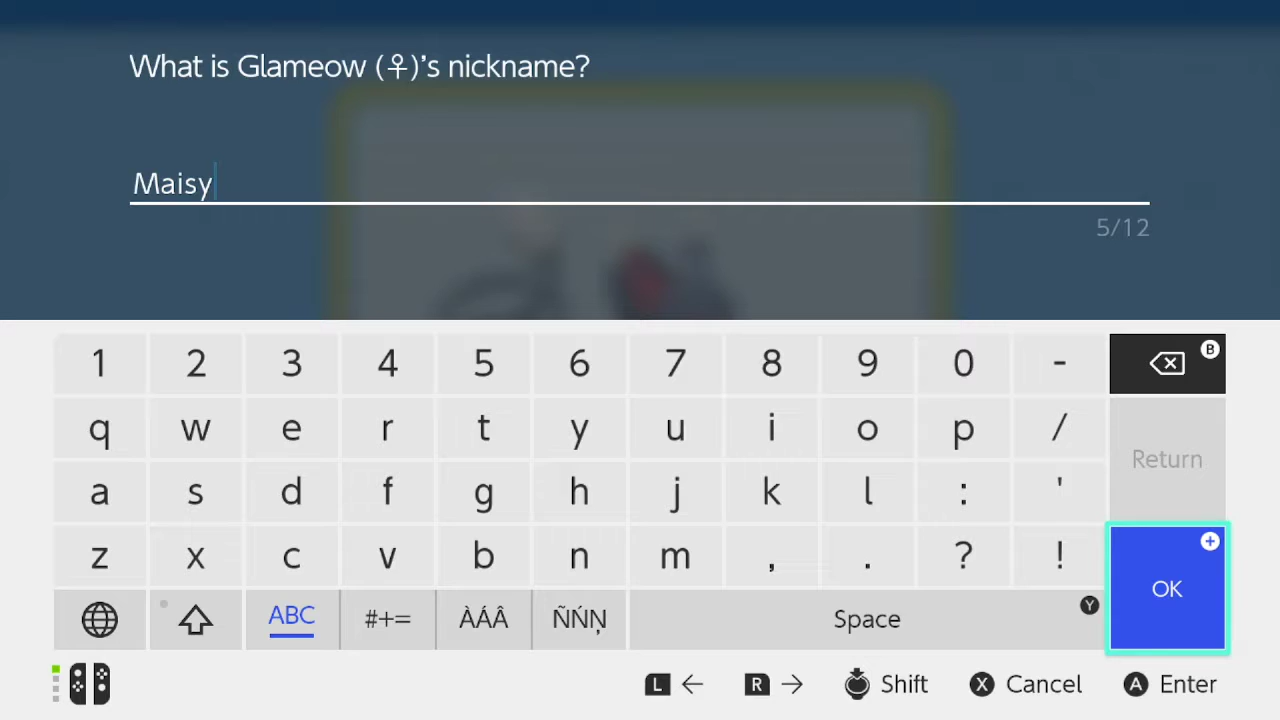 What is Glameow (♀)'s nickname?
Maisy
5/12
1 2 3 4 5 6 7 8 9 0 - B
q w e r t y u i o p /
Return
a s d f g h j k l : '
z x c v b n m , . ? ! +
OK
ABC #+= ÀÁÂ ÑŃŅ Space Y
L ← R → Shift X Cancel A Enter